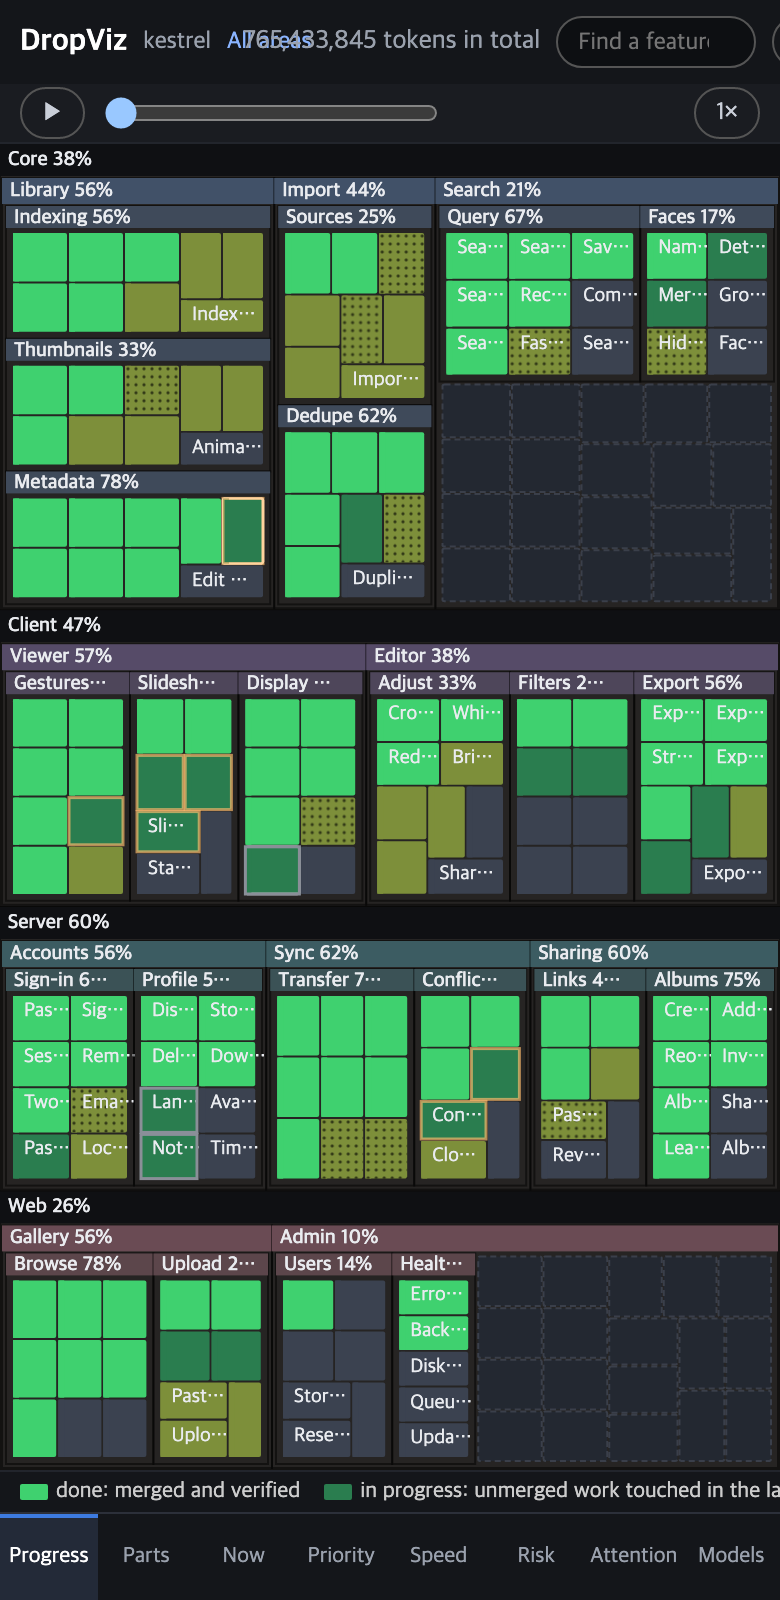 DropViz kestrel All areas 765,433,845 tokens in total Find a feature
1×
Core 38%
Library 56% Import 44% Search 21%
Indexing 56% Sources 25% Query 67% Faces 17%
Sea··· Sea··· Sav··· Nam··· Det···
Sea··· Rec··· Com··· Mer··· Gro···
Index···
Sea··· Fas··· Sea··· Hid··· Fac···
Thumbnails 33%
Impor···
Dedupe 62%
Anima···
Metadata 78%
Edit ··· Dupli···
Client 47%
Viewer 57% Editor 38%
Gestures··· Slidesh··· Display ··· Adjust 33% Filters 2··· Export 56%
Cro··· Whi··· Exp··· Exp···
Red··· Bri··· Str··· Exp···
Sli···
Sta··· Shar··· Expo···
Server 60%
Accounts 56% Sync 62% Sharing 60%
Sign-in 6··· Profile 5··· Transfer 7··· Conflic··· Links 4··· Albums 75%
Pas··· Sig··· Dis··· Sto··· Cre··· Add···
Ses··· Rem··· Del··· Dow··· Reo··· Inv···
Two··· Ema··· Lan··· Ava··· Con··· Pas··· Alb··· Sha···
Pas··· Loc··· Not··· Tim··· Clo··· Rev··· Lea··· Alb···
Web 26%
Gallery 56% Admin 10%
Browse 78% Upload 2··· Users 14% Healt···
Erro···
Back···
Disk···
Past··· Stor··· Queu···
Uplo··· Rese··· Upda···
done: merged and verified in progress: unmerged work touched in the la
Progress Parts Now Priority Speed Risk Attention Models